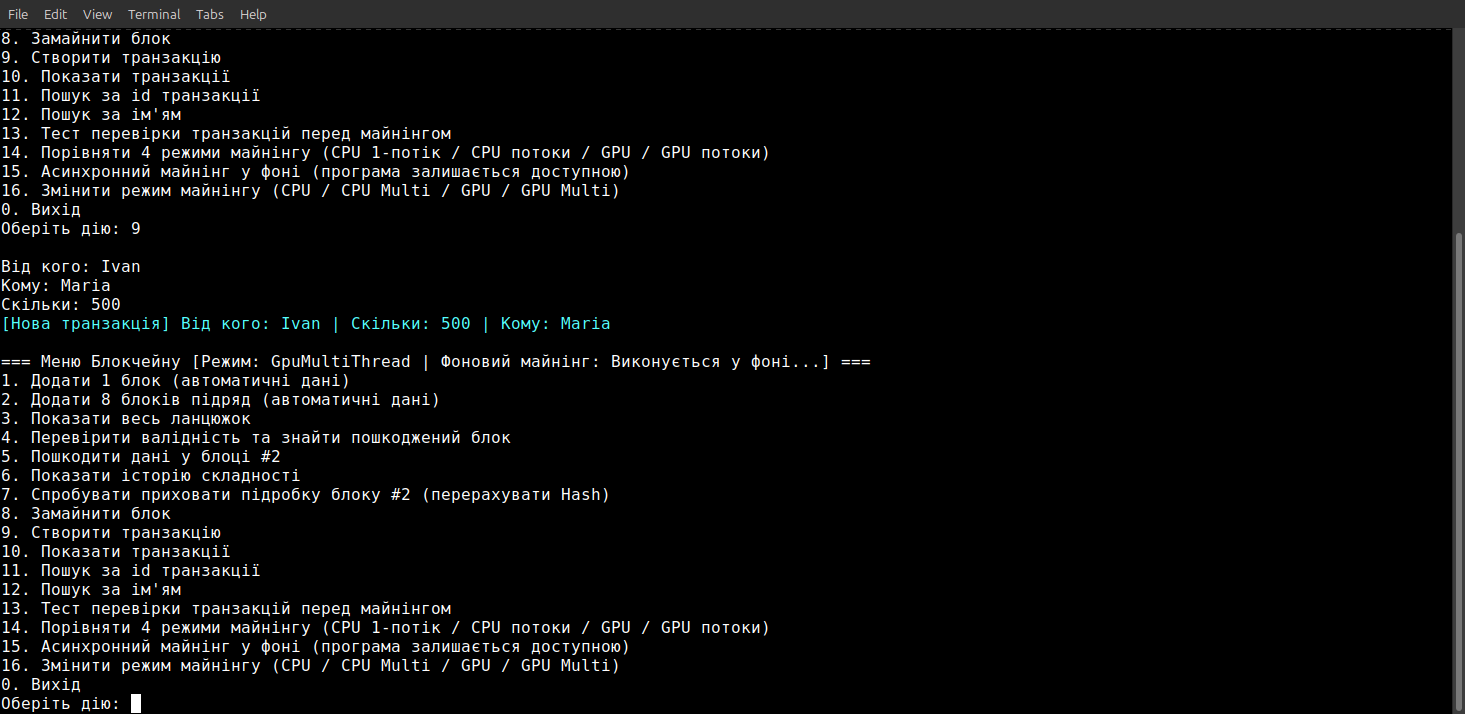 File Edit View Terminal Tabs Help
8. Замайнити блок
9. Створити транзакцію
10. Показати транзакції
11. Пошук за id транзакції
12. Пошук за ім'ям
13. Тест перевірки транзакцій перед майнінгом
14. Порівняти 4 режими майнінгу (CPU 1-потік / CPU потоки / GPU / GPU потоки)
15. Асинхронний майнінг у фоні (програма залишається доступною)
16. Змінити режим майнінгу (CPU / CPU Multi / GPU / GPU Multi)
0. Вихід
Оберіть дію: 9
Від кого: Ivan
Кому: Maria
Скільки: 500
[Нова транзакція] Від кого: Ivan | Скільки: 500 | Кому: Maria
=== Меню Блокчейну [Режим: GpuMultiThread | Фоновий майнінг: Виконується у фоні...] ===
1. Додати 1 блок (автоматичні дані)
2. Додати 8 блоків підряд (автоматичні дані)
3. Показати весь ланцюжок
4. Перевірити валідність та знайти пошкоджений блок
5. Пошкодити дані у блоці #2
6. Показати історію складності
7. Спробувати приховати підробку блоку #2 (перерахувати Hash)
8. Замайнити блок
9. Створити транзакцію
10. Показати транзакції
11. Пошук за id транзакції
12. Пошук за ім'ям
13. Тест перевірки транзакцій перед майнінгом
14. Порівняти 4 режими майнінгу (CPU 1-потік / CPU потоки / GPU / GPU потоки)
15. Асинхронний майнінг у фоні (програма залишається доступною)
16. Змінити режим майнінгу (CPU / CPU Multi / GPU / GPU Multi)
0. Вихід
Оберіть дію: